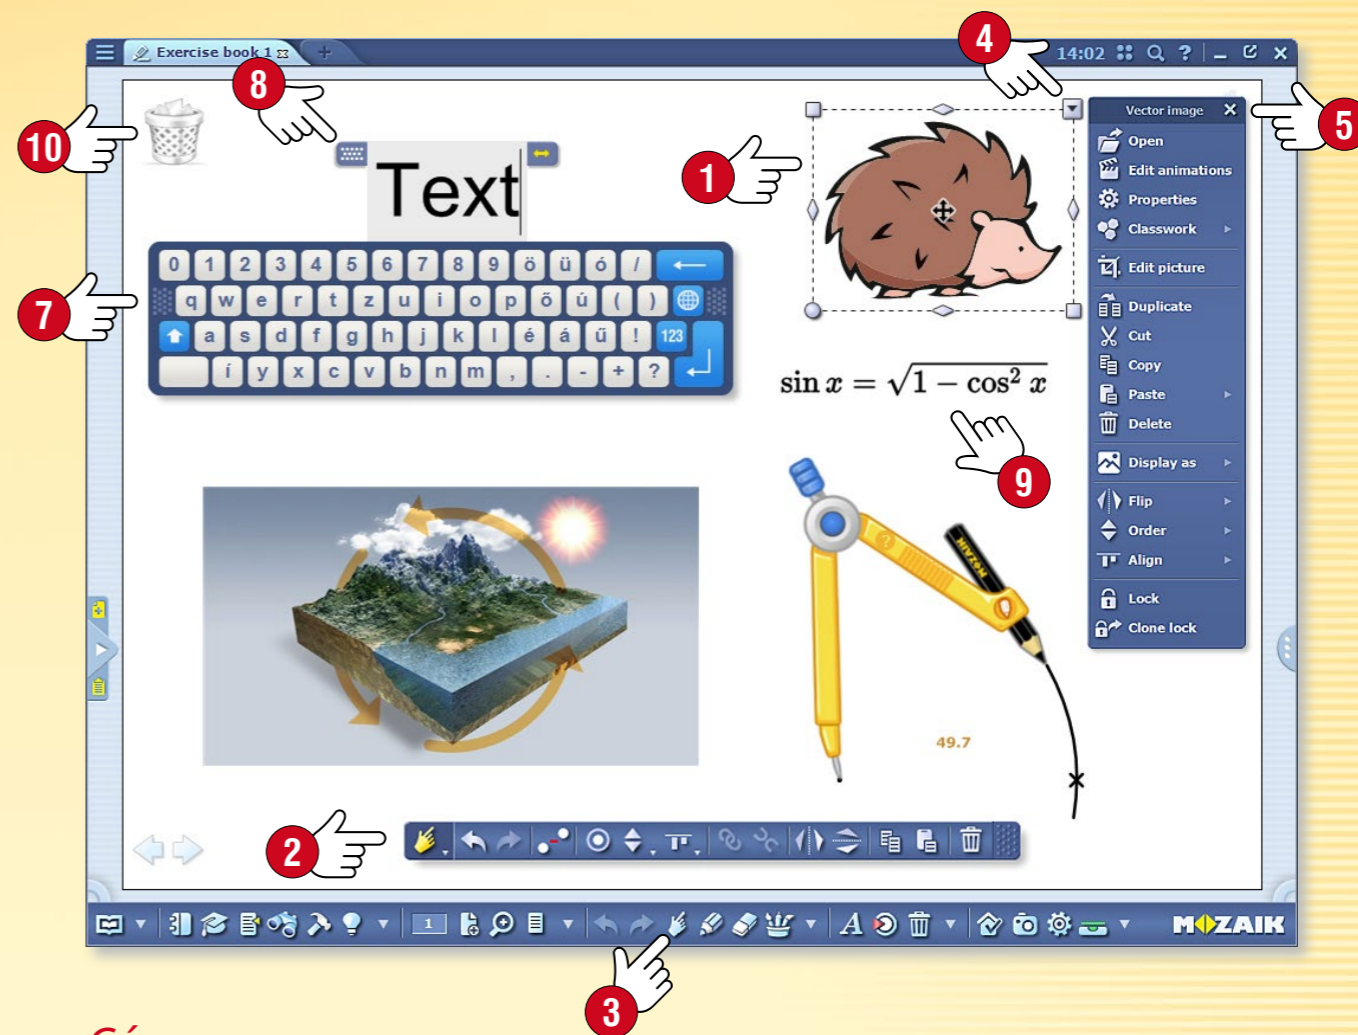 Exercise book 1
14:02
4
8
10
Vector image
5
Open
1
Edit animations
Text
Properties
Classwork
0 1 2 3 4 5 6 7 8 9 ö ü ó /
Edit picture
q w e r t z u i o p ő ú ( )
7
Duplicate
a s d f g h j k l é á ű ! 123
Cut
Copy
í y x c v b n m , . - + ?
sin x = √1 − cos² x
Paste
Delete
9
Display as
Flip
Order
MOZAIK
Align
Lock
Clone lock
49.7
2
1
A
MOZAIK
3